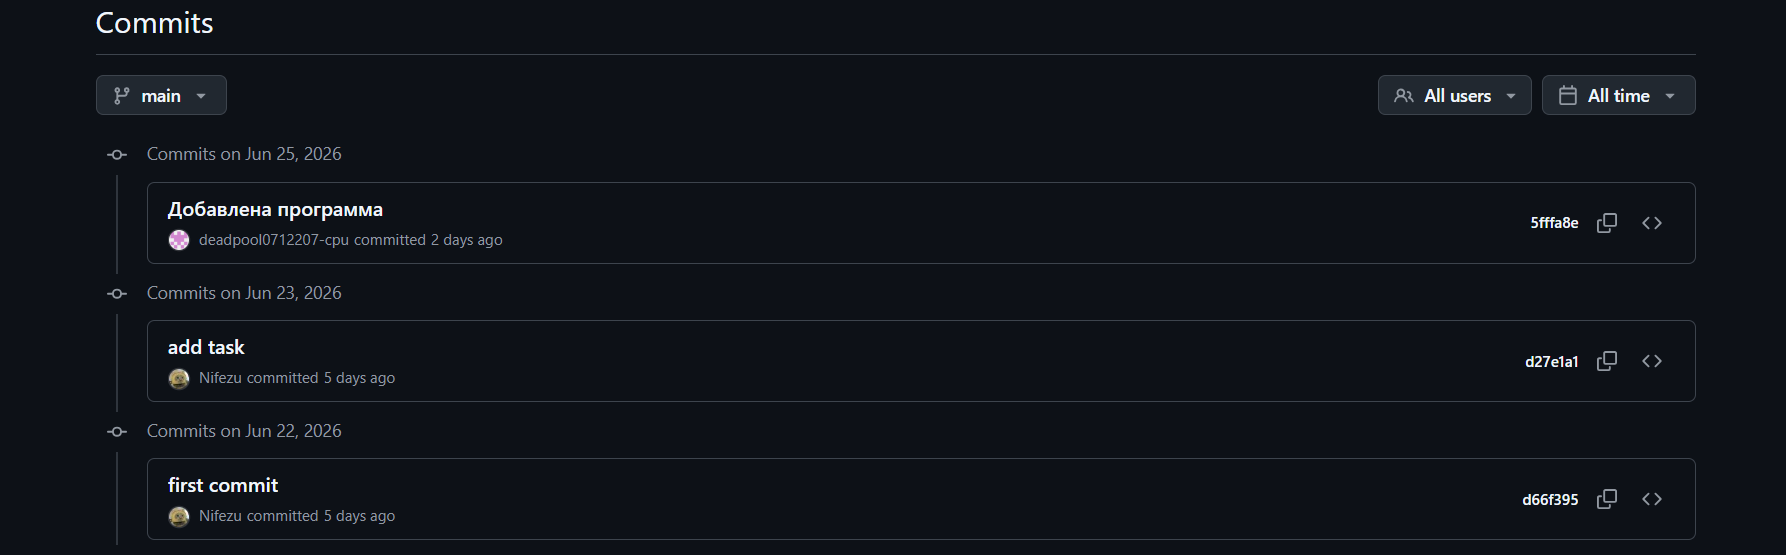 Commits
main
All users
All time
Commits on Jun 25, 2026
Добавлена программа
5fffa8e
deadpool0712207-cpu committed 2 days ago
Commits on Jun 23, 2026
add task
d27e1a1
Nifezu committed 5 days ago
Commits on Jun 22, 2026
first commit
d66f395
Nifezu committed 5 days ago